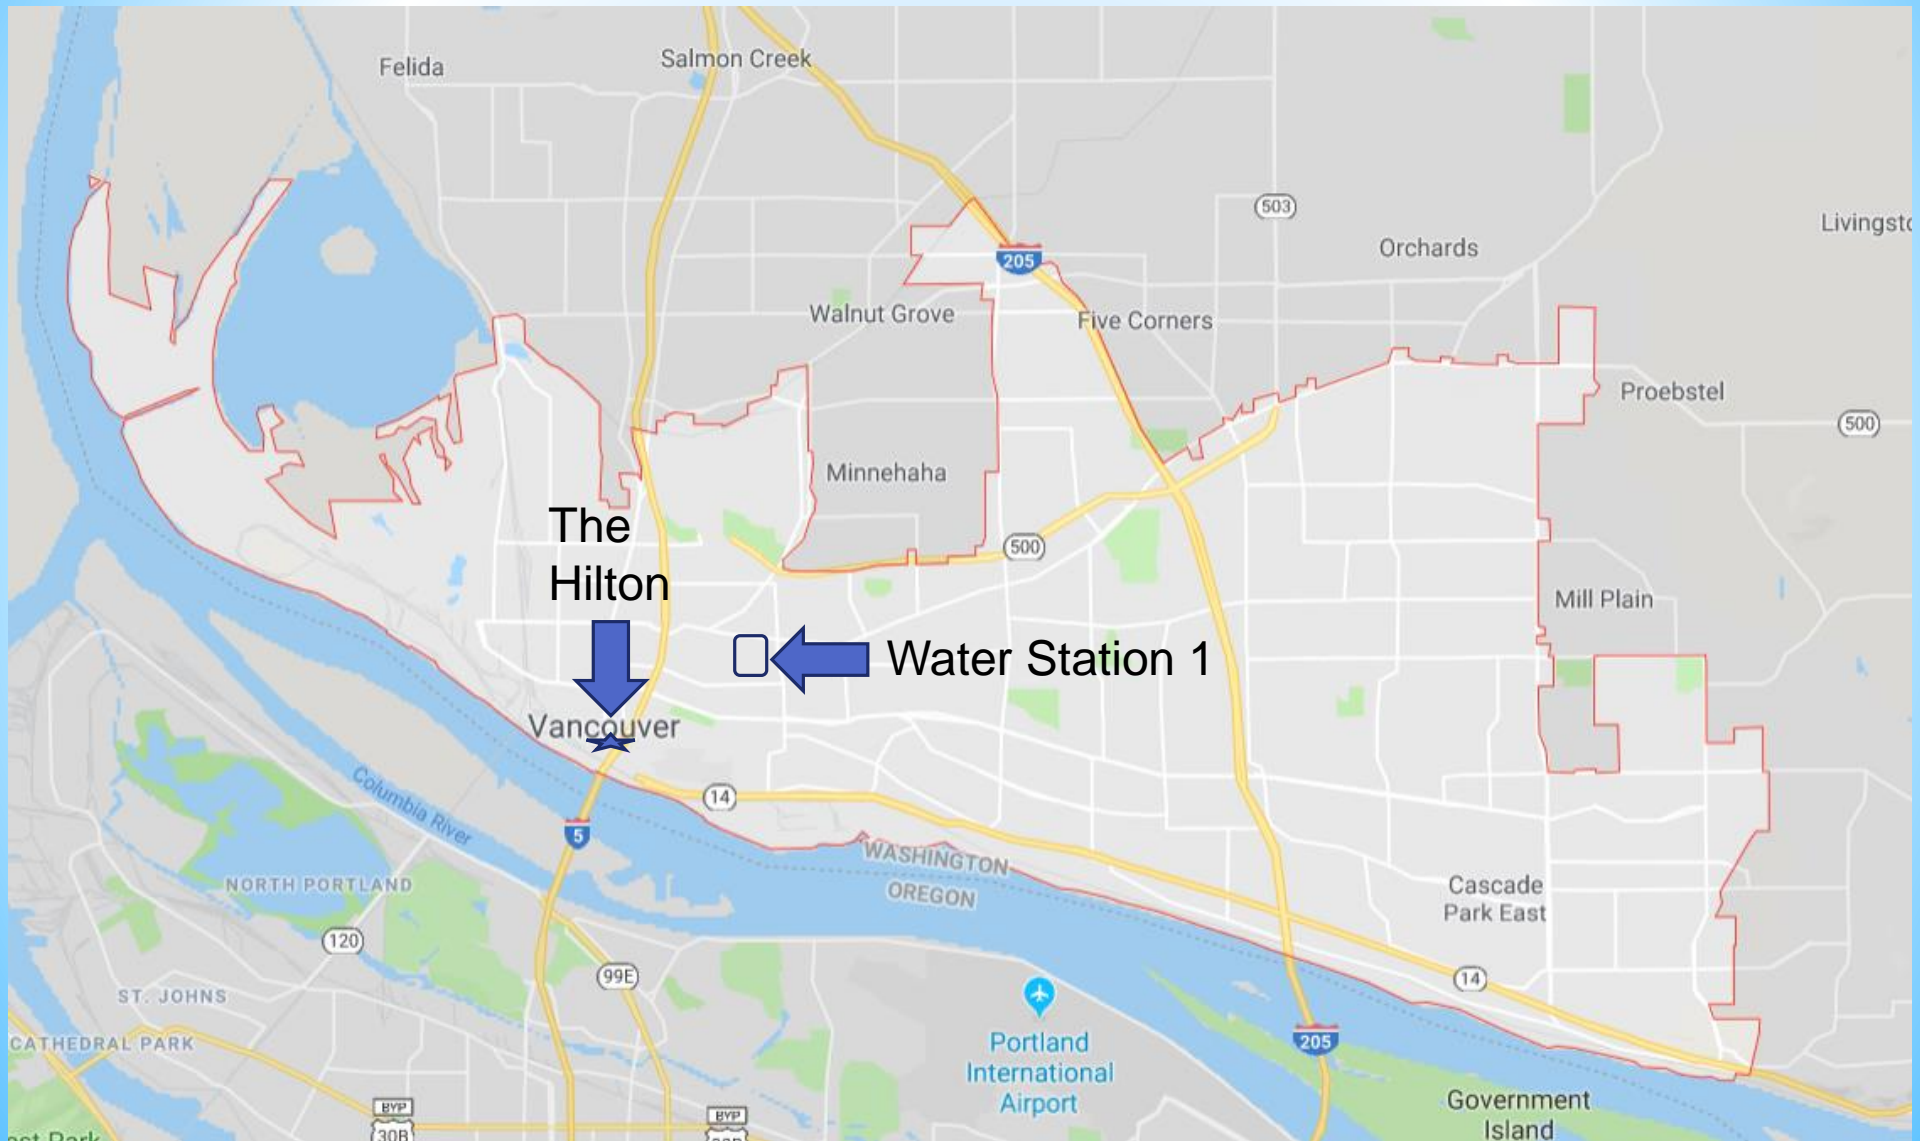 Felida
Salmon Creek
503
Livingst
205
Orchards
Walnut Grove
Five Corners
Proebstel
500
Minnehaha
The
Hilton
500
Mill Plain
Water Station 1
Vancouver
14
Columbia River
5
WASHINGTON
OREGON
NORTH PORTLAND
Cascade
Park East
120
99E
14
ST. JOHNS
CATHEDRAL PARK
Portland
International
Airport
205
Government
Island
BYP
30B
BYP
Park